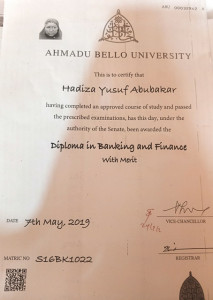 AHMADU BELLO UNIVERSITY
This is to certify that
Hadiza Yusuf Abubakar
having completed an approved course of study and passed
the prescribed examinations, has this day, under the
authority of the Senate, been awarded the
Diploma in Banking and Finance
With Merit
DATE 7th May, 2019
VICE-CHANCELLOR
MATRIC NO S16BK1022
REGISTRAR